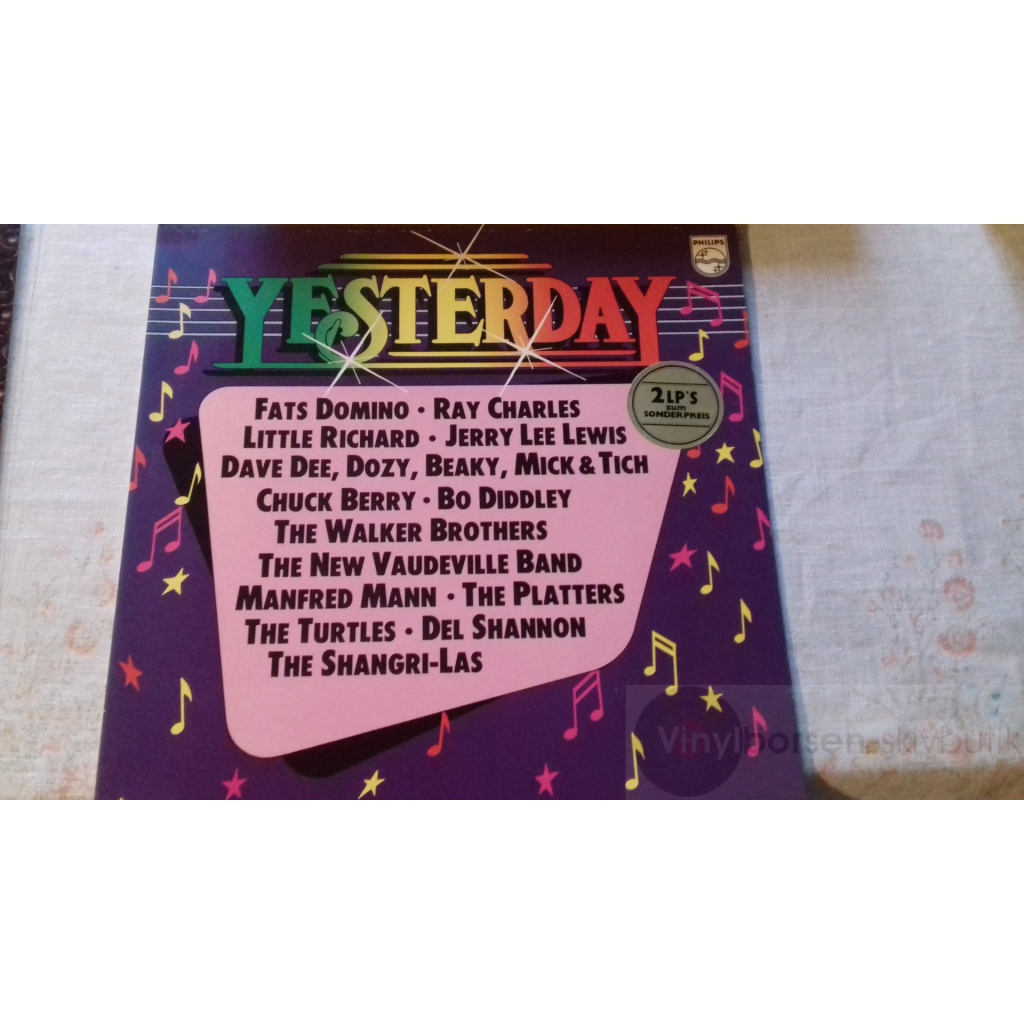 PHILIPS
YESTERDAY
2 LP'S
zum
SONDERPREIS
FATS DOMINO • RAY CHARLES
LITTLE RICHARD • JERRY LEE LEWIS
DAVE DEE, DOZY, BEAKY, MICK & TICH
CHUCK BERRY • BO DIDDLEY
THE WALKER BROTHERS
THE NEW VAUDEVILLE BAND
MANFRED MANN • THE PLATTERS
THE TURTLES • DEL SHANNON
THE SHANGRI-LAS
Vinylborsen-skivbutik